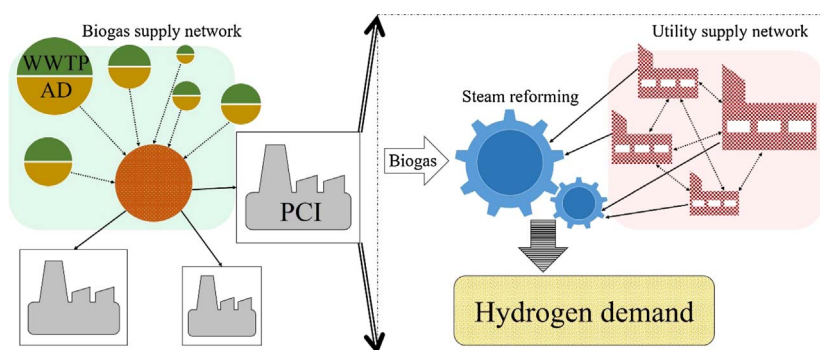 Biogas supply network
WWTP
AD
PCI
Biogas
Steam reforming
Utility supply network
Hydrogen demand